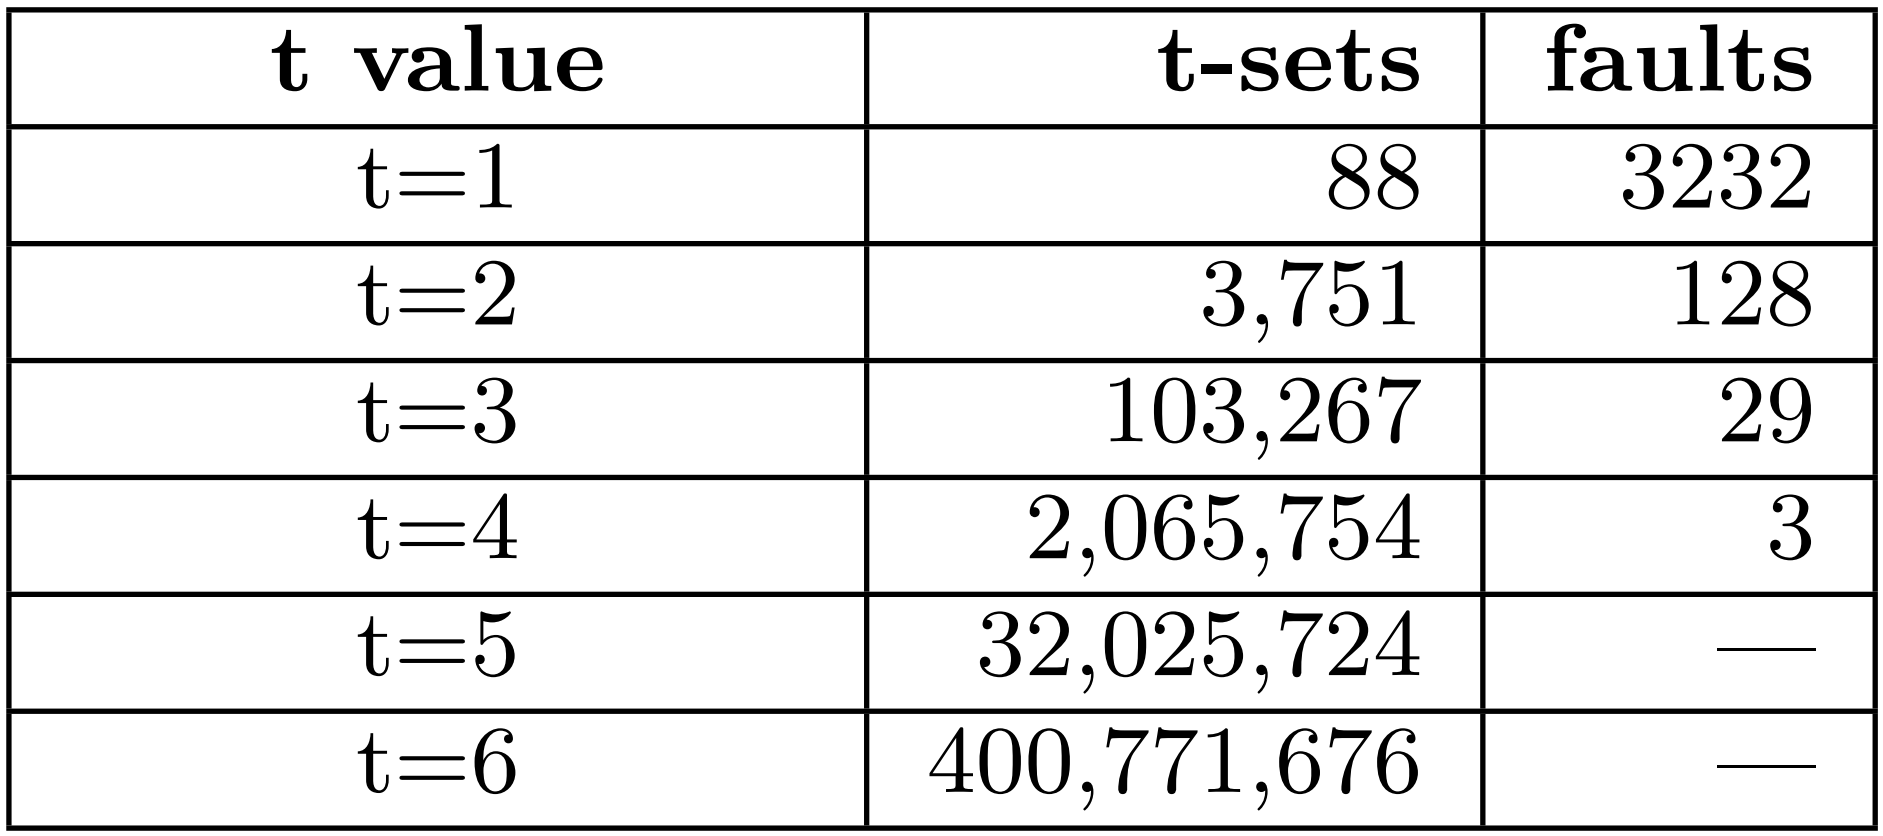 t value t-sets faults
t=1 88 3232
t=2 3,751 128
t=3 103,267 29
t=4 2,065,754 3
t=5 32,025,724 —
t=6 400,771,676 —